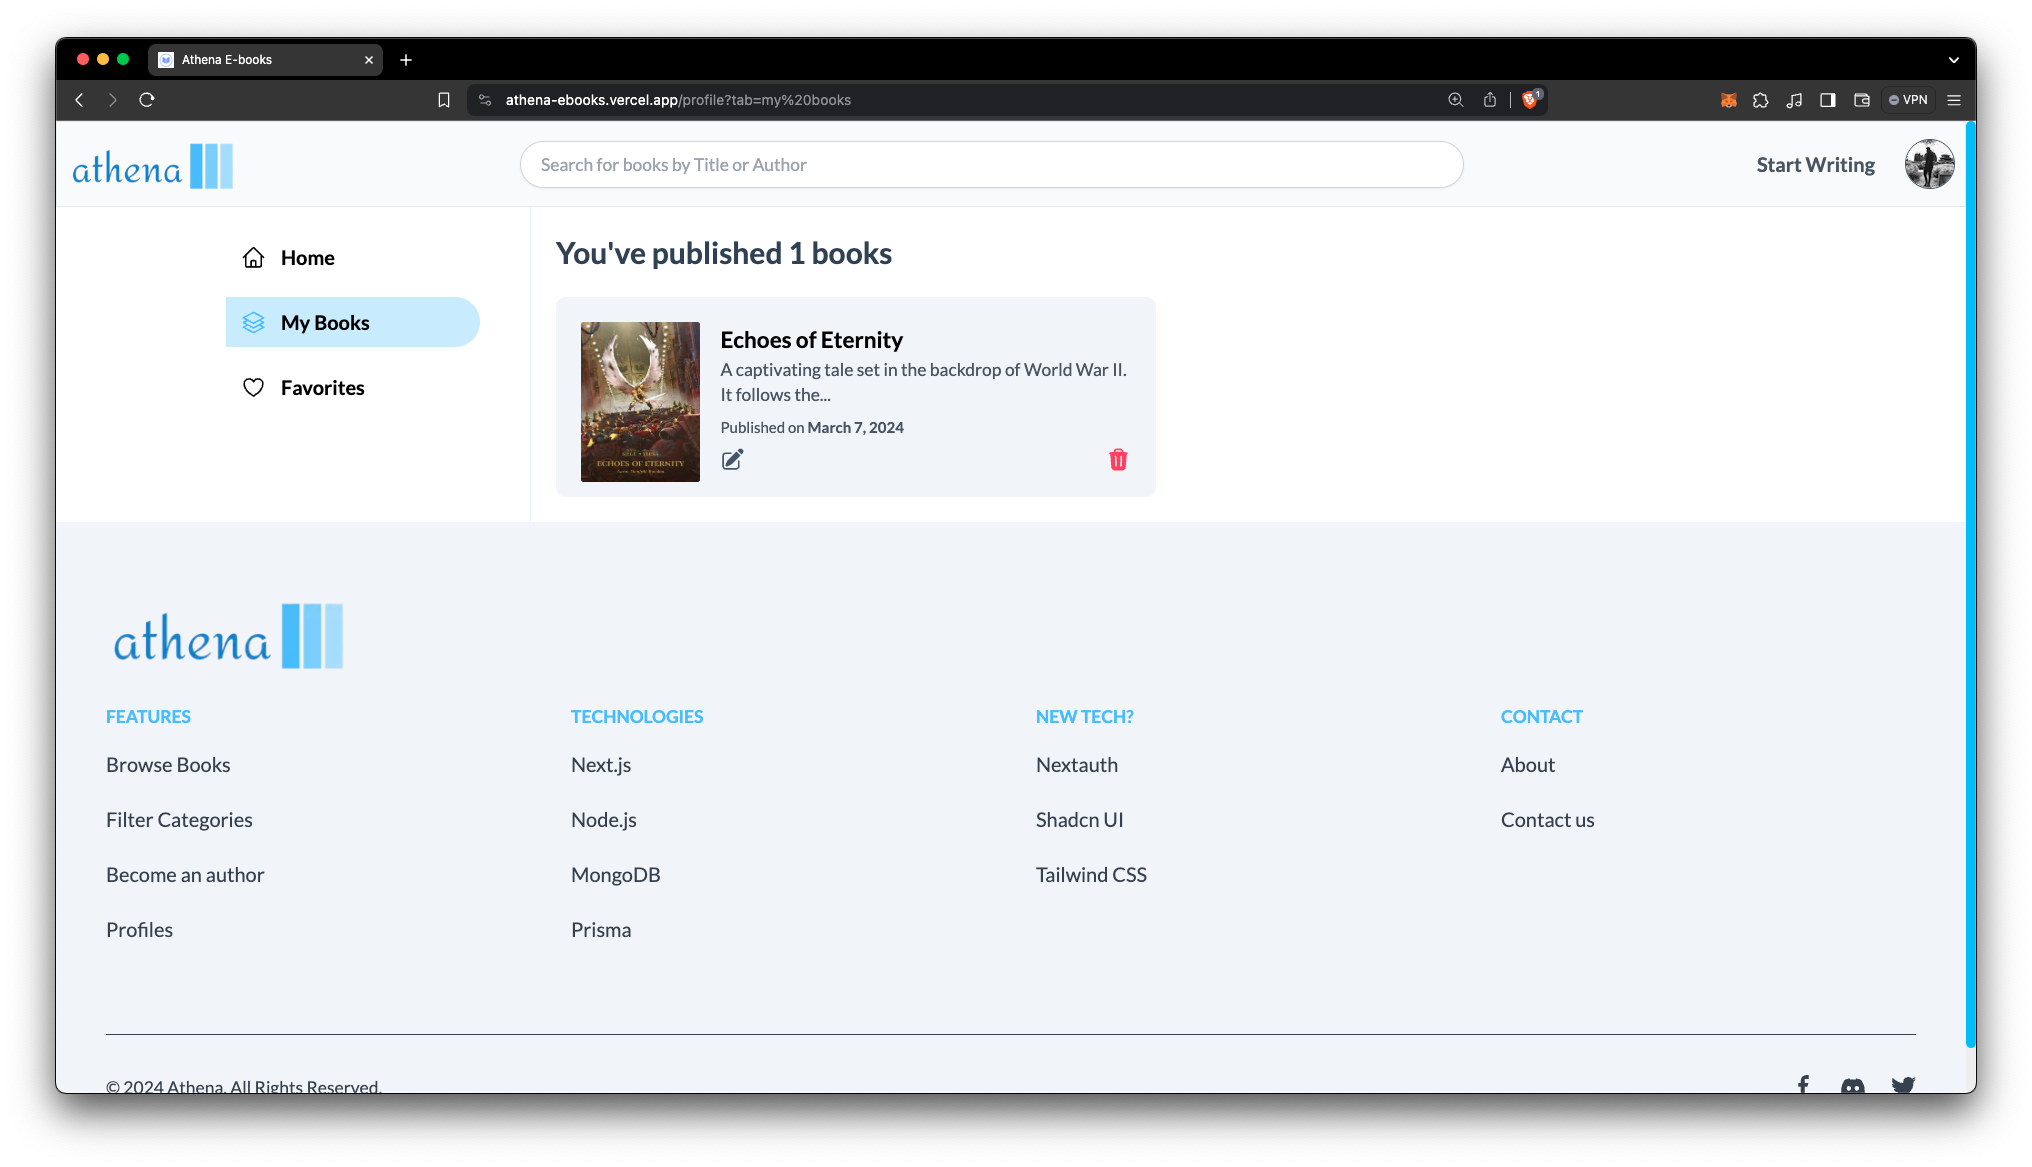 Athena E-books
athena-ebooks.vercel.app/profile?tab=my%20books
1
VPN
athena
Search for books by Title or Author
Start Writing
Home
My Books
Favorites
You've published 1 books
ECHOES OF ETERNITY
Echoes of Eternity
A captivating tale set in the backdrop of World War II.
It follows the...
Published on March 7, 2024
athena
FEATURES
Browse Books
Filter Categories
Become an author
Profiles
TECHNOLOGIES
Next.js
Node.js
MongoDB
Prisma
NEW TECH?
Nextauth
Shadcn UI
Tailwind CSS
CONTACT
About
Contact us
© 2024 Athena. All Rights Reserved.